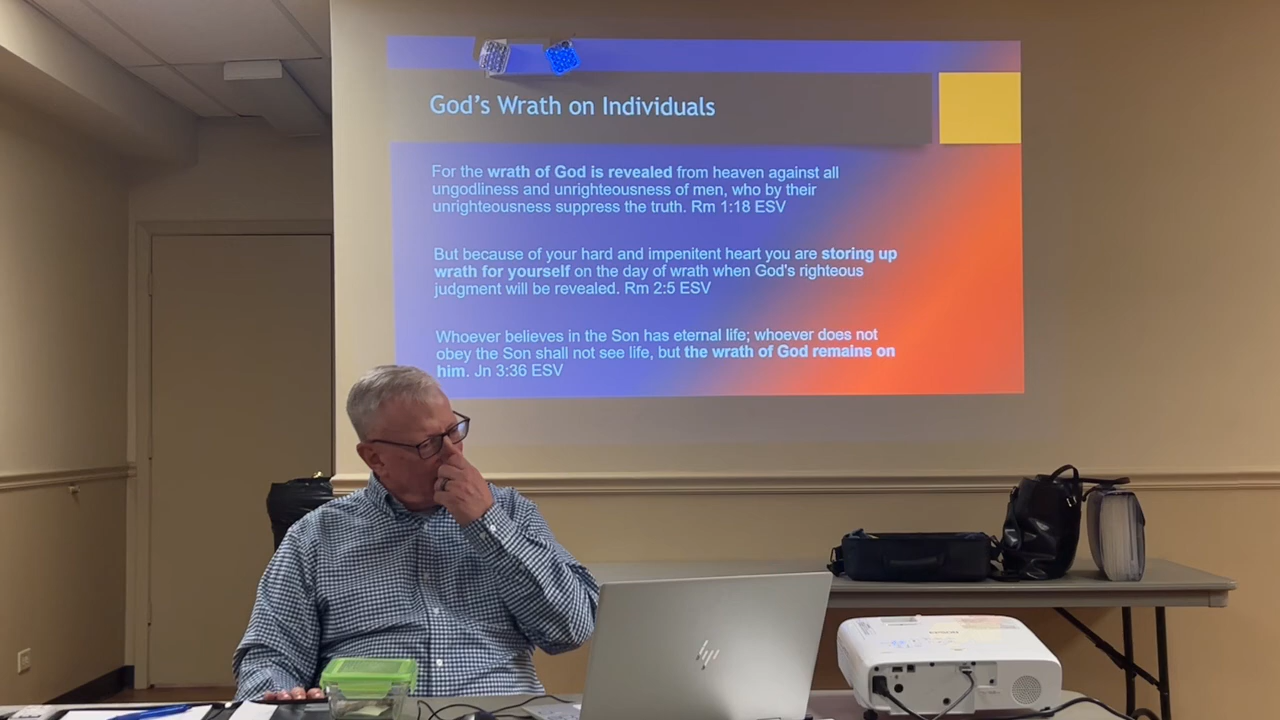 God's Wrath on Individuals
For the wrath of God is revealed from heaven against all
ungodliness and unrighteousness of men, who by their
unrighteousness suppress the truth. Rm 1:18 ESV
But because of your hard and impenitent heart you are storing up
wrath for yourself on the day of wrath when God's righteous
judgment will be revealed. Rm 2:5 ESV
Whoever believes in the Son has eternal life; whoever does not
obey the Son shall not see life, but the wrath of God remains on
him. Jn 3:36 ESV
hp